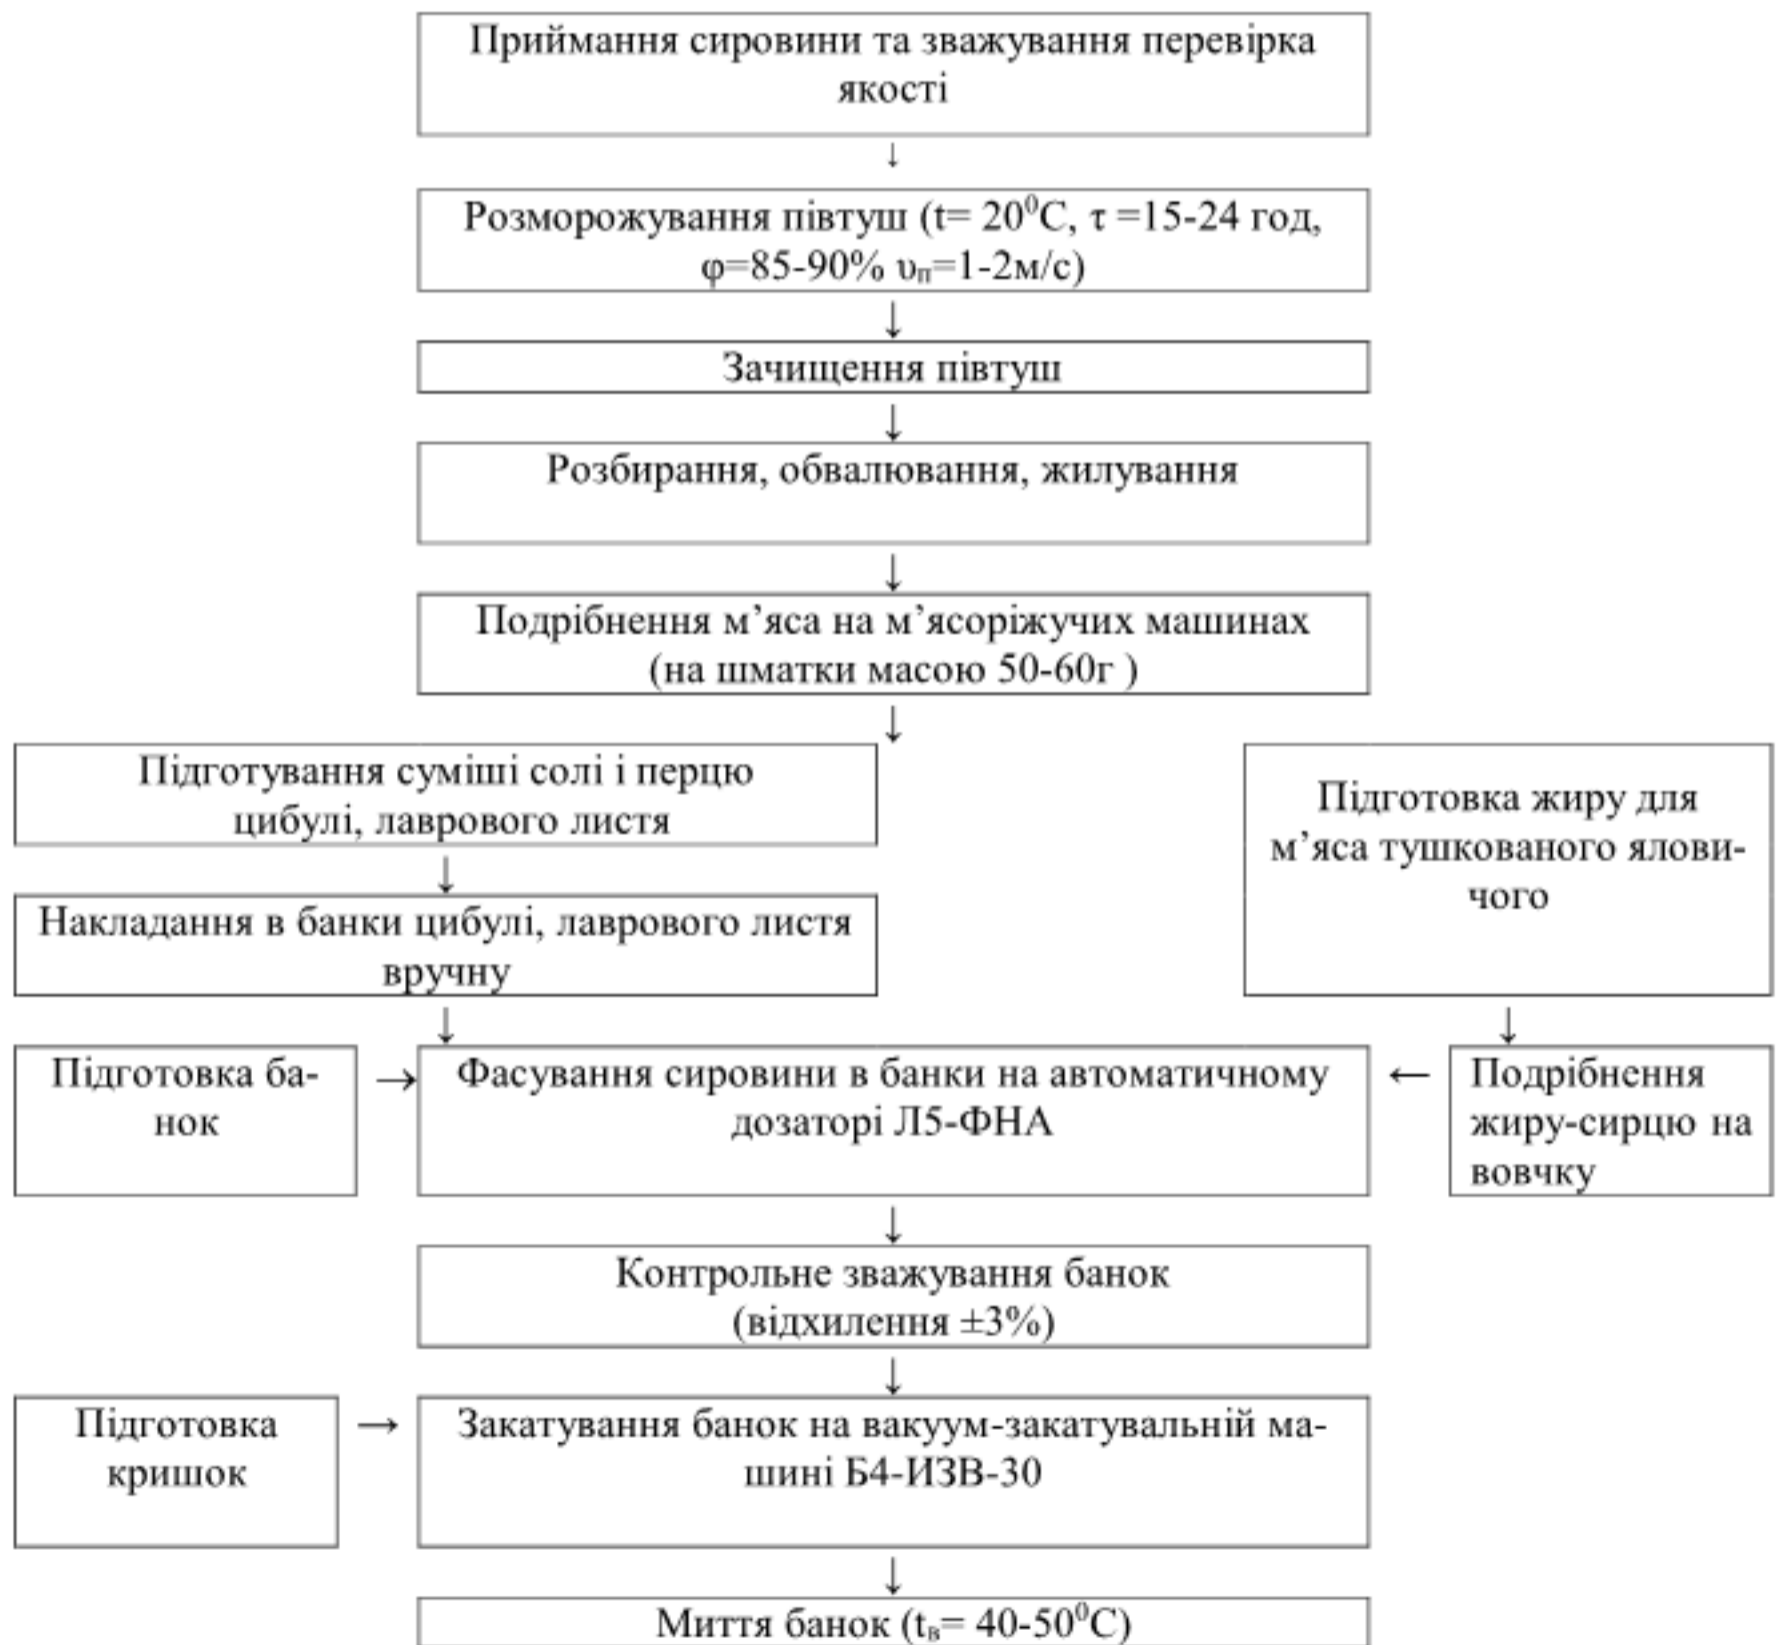 Приймання сировини та зважування перевірка
якості
↓
Розморожування півтуш (t= 20⁰С, τ =15-24 год,
φ=85-90% υₙ=1-2м/с)
↓
Зачищення півтуш
↓
Розбирання, обвалювання, жилування
↓
Подрібнення м’яса на м’ясоріжучих машинах
(на шматки масою 50-60г )
↓
Підготування суміші солі і перцю
цибулі, лаврового листя
↓
Накладання в банки цибулі, лаврового листя
вручну
↓
Підготовка жиру для
м’яса тушкованого ялови-
чого
↓
Підготовка ба-
нок
→
Фасування сировини в банки на автоматичному
дозаторі Л5-ФНА
←
Подрібнення
жиру-сирцю на
вовчку
↓
Контрольне зважування банок
(відхилення ±3%)
↓
Підготовка
кришок
→
Закатування банок на вакуум-закатувальній ма-
шині Б4-ИЗВ-30
↓
Миття банок (tв= 40-50⁰С)